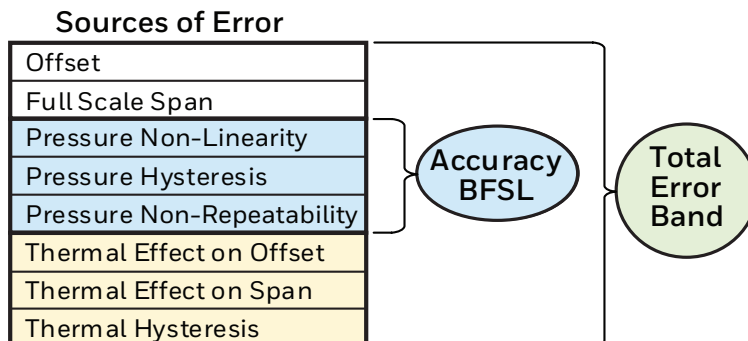 Sources of Error
Offset
Full Scale Span
Pressure Non-Linearity
Pressure Hysteresis
Pressure Non-Repeatability
Thermal Effect on Offset
Thermal Effect on Span
Thermal Hysteresis
Accuracy
BFSL
Total
Error
Band